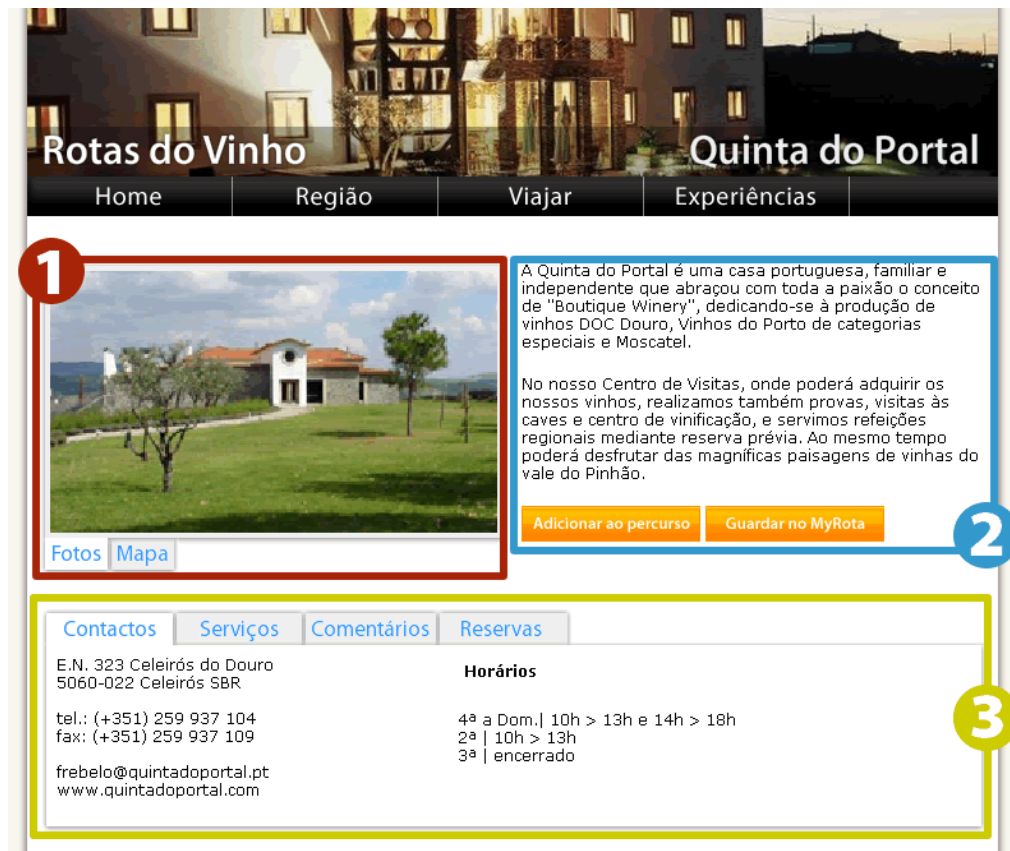 Rotas do Vinho
Quinta do Portal
Home Região Viajar Experiências
1
Fotos Mapa
A Quinta do Portal é uma casa portuguesa, familiar e
independente que abraçou com toda a paixão o conceito
de "Boutique Winery", dedicando-se à produção de
vinhos DOC Douro, Vinhos do Porto de categorias
especiais e Moscatel.
No nosso Centro de Visitas, onde poderá adquirir os
nossos vinhos, realizamos também provas, visitas às
caves e centro de vinificação, e servimos refeições
regionais mediante reserva prévia. Ao mesmo tempo
poderá desfrutar das magníficas paisagens de vinhas do
vale do Pinhão.
Adicionar ao percurso Guardar no MyRota
2
Contactos Serviços Comentários Reservas
E.N. 323 Celeirós do Douro
5060-022 Celeirós SBR
tel.: (+351) 259 937 104
fax: (+351) 259 937 109
frebelo@quintadoportal.pt
www.quintadoportal.com
Horários
4ª a Dom.| 10h > 13h e 14h > 18h
2ª | 10h > 13h
3ª | encerrado
3